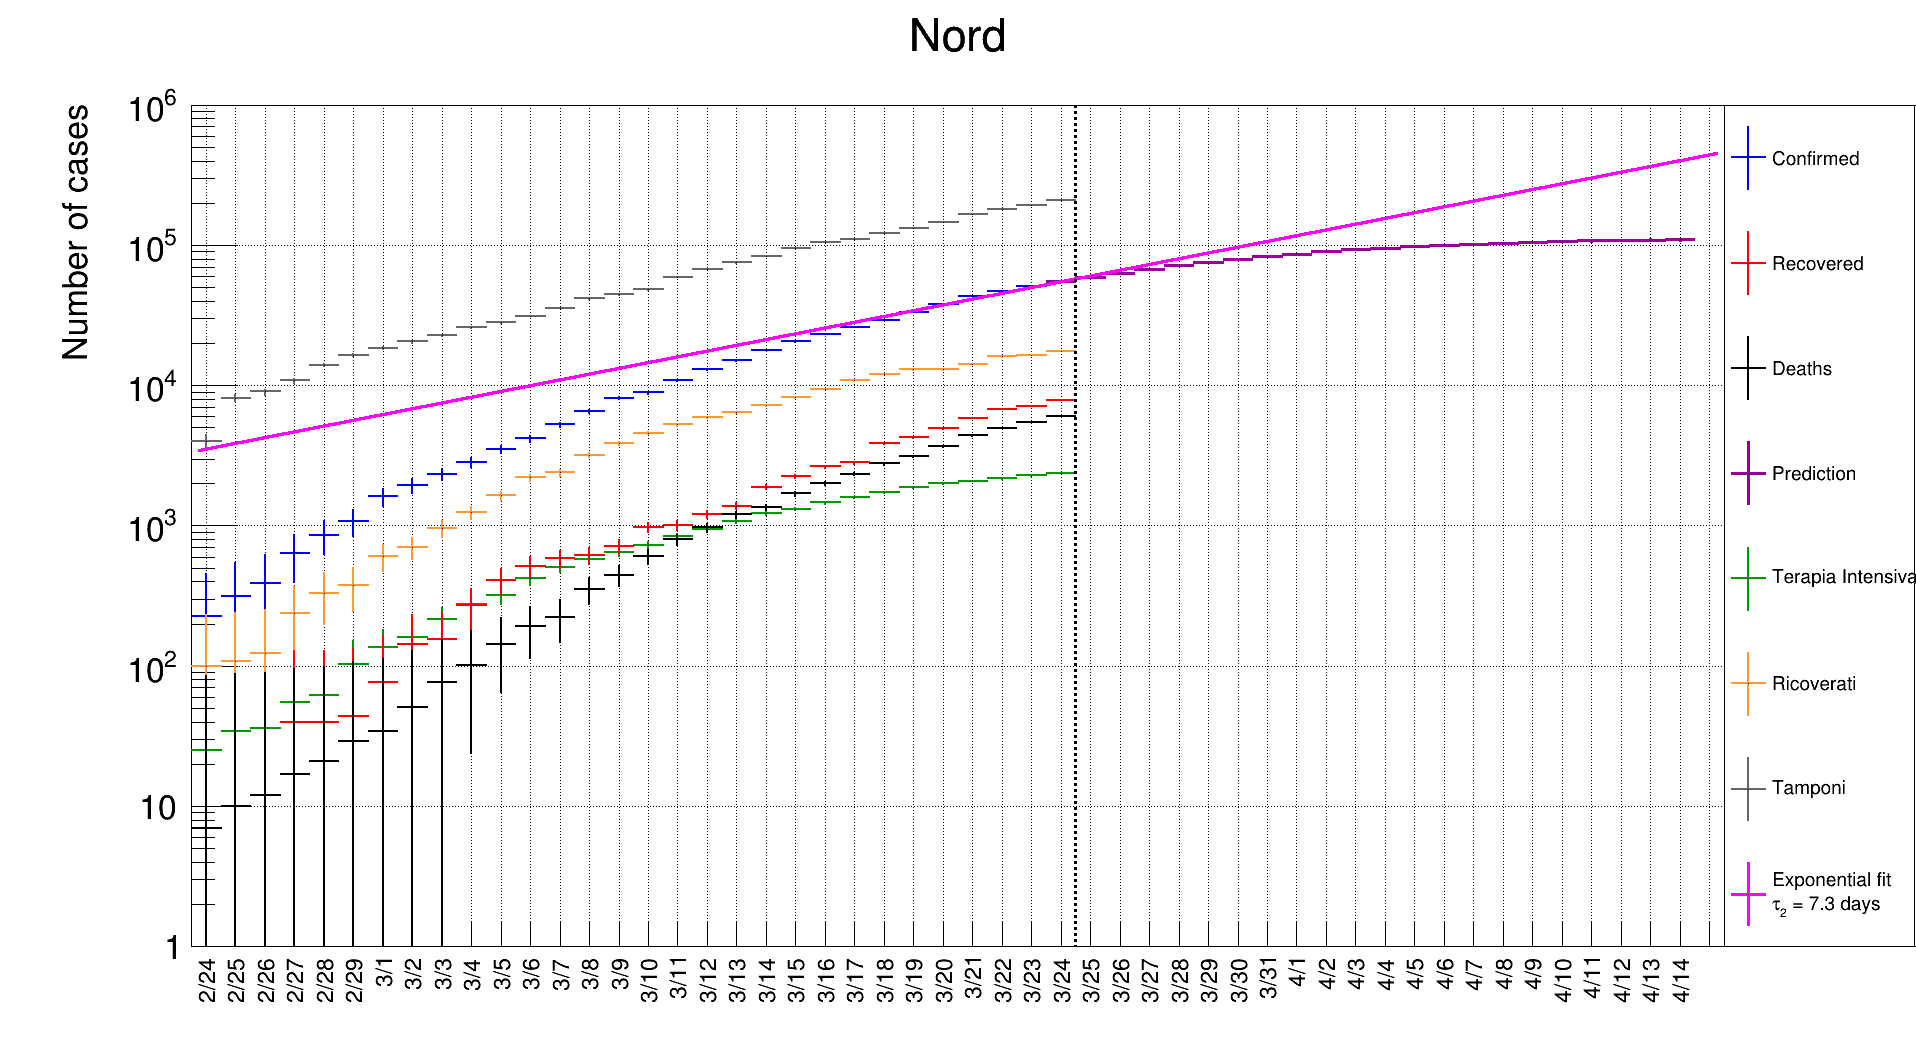 Nord
Number of cases
10^6
10^5
10^4
10^3
10^2
10
1
2/24 2/25 2/26 2/27 2/28 2/29 3/1 3/2 3/3 3/4 3/5 3/6 3/7 3/8 3/9 3/10 3/11 3/12 3/13 3/14 3/15 3/16 3/17 3/18 3/19 3/20 3/21 3/22 3/23 3/24 3/25 3/26 3/27 3/28 3/29 3/30 3/31 4/1 4/2 4/3 4/4 4/5 4/6 4/7 4/8 4/9 4/10 4/11 4/12 4/13 4/14
Confirmed
Recovered
Deaths
Prediction
Terapia Intensiva
Ricoverati
Tamponi
Exponential fit
τ₂ = 7.3 days